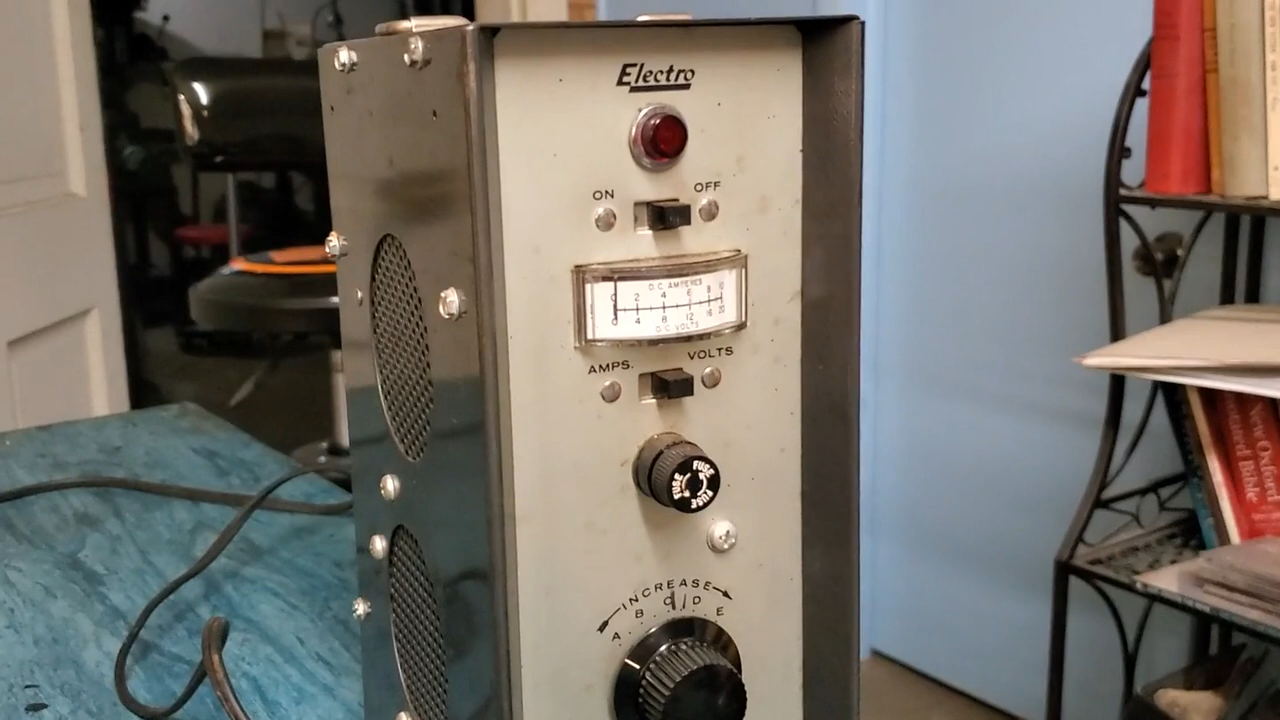 Electro
ON OFF
D.C. AMPERES
0 2 4 6 8 10
0 4 8 12 16 20
D.C. VOLTS
AMPS. VOLTS
FUSE FUSE FUSE
INCREASE
A B C D E
New Oxford
Bible